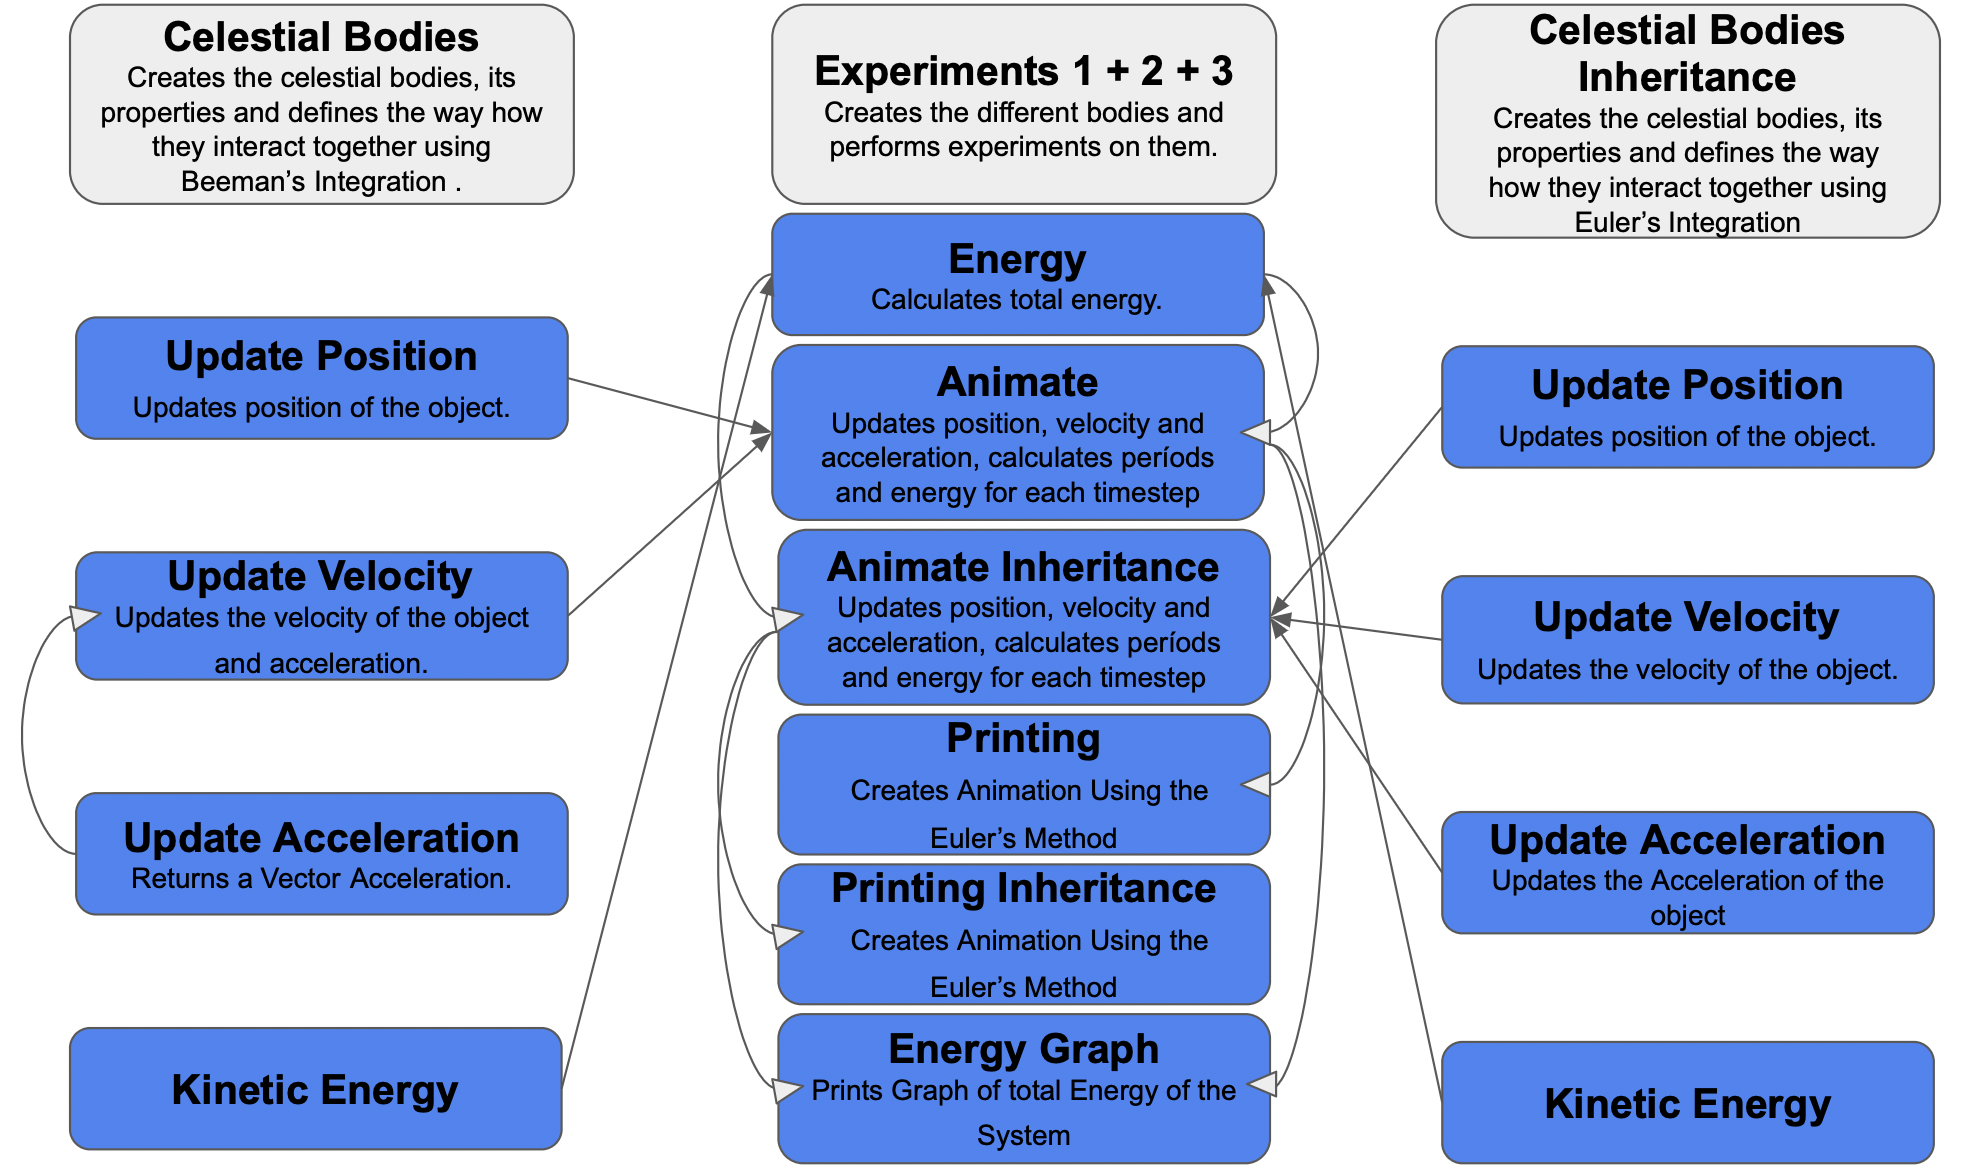 Celestial Bodies
Creates the celestial bodies, its
properties and defines the way how
they interact together using
Beeman’s Integration .
Update Position
Updates position of the object.
Update Velocity
Updates the velocity of the object
and acceleration.
Update Acceleration
Returns a Vector Acceleration.
Kinetic Energy
Experiments 1 + 2 + 3
Creates the different bodies and
performs experiments on them.
Energy
Calculates total energy.
Animate
Updates position, velocity and
acceleration, calculates períods
and energy for each timestep
Animate Inheritance
Updates position, velocity and
acceleration, calculates períods
and energy for each timestep
Printing
Creates Animation Using the
Euler’s Method
Printing Inheritance
Creates Animation Using the
Euler’s Method
Energy Graph
Prints Graph of total Energy of the
System
Celestial Bodies
Inheritance
Creates the celestial bodies, its
properties and defines the way
how they interact together using
Euler’s Integration
Update Position
Updates position of the object.
Update Velocity
Updates the velocity of the object.
Update Acceleration
Updates the Acceleration of the
object
Kinetic Energy